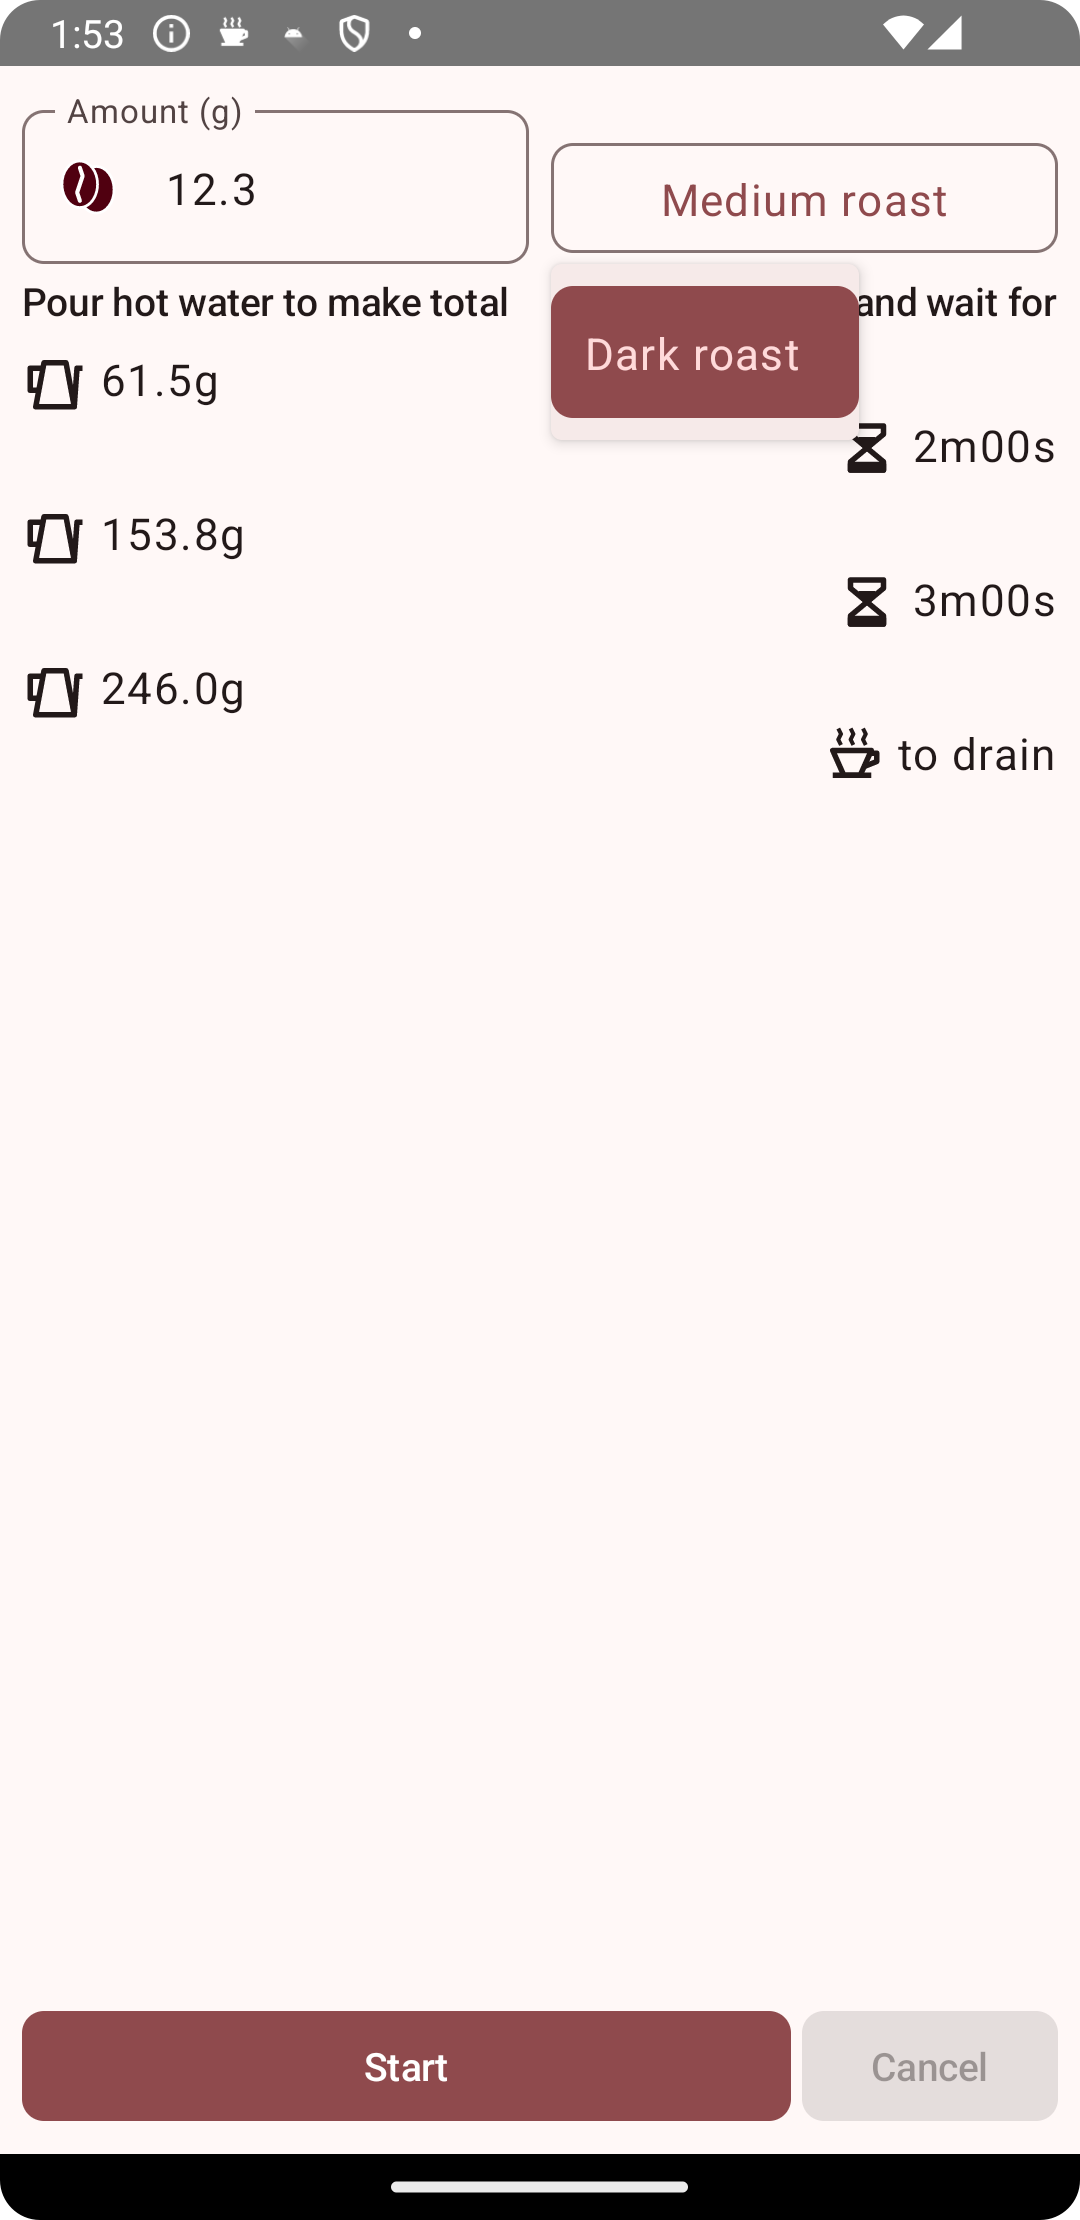 1:53
Amount (g)
12.3
Medium roast
Pour hot water to make total
and wait for
Dark roast
61.5g
2m00s
153.8g
3m00s
246.0g
to drain
Start
Cancel